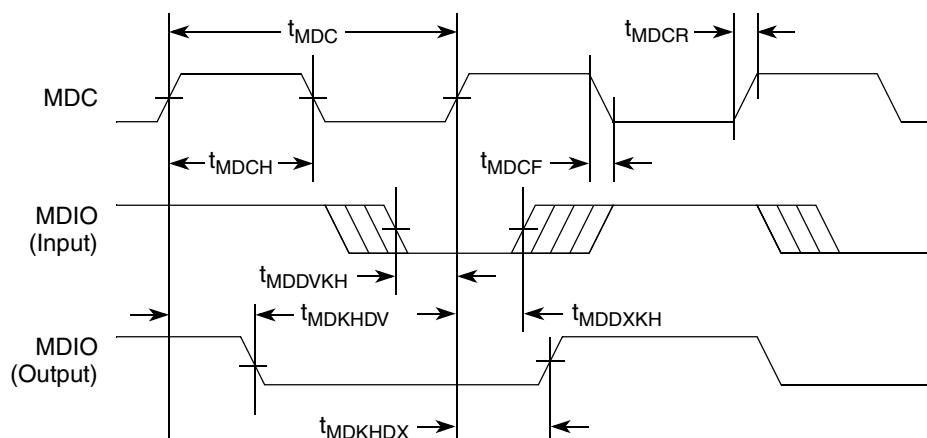 tMDC
tMDCR
MDC
tMDCH
tMDCF
MDIO
(Input)
tMDDVKH
tMDKHDV
tMDDXKH
MDIO
(Output)
tMDKHDX